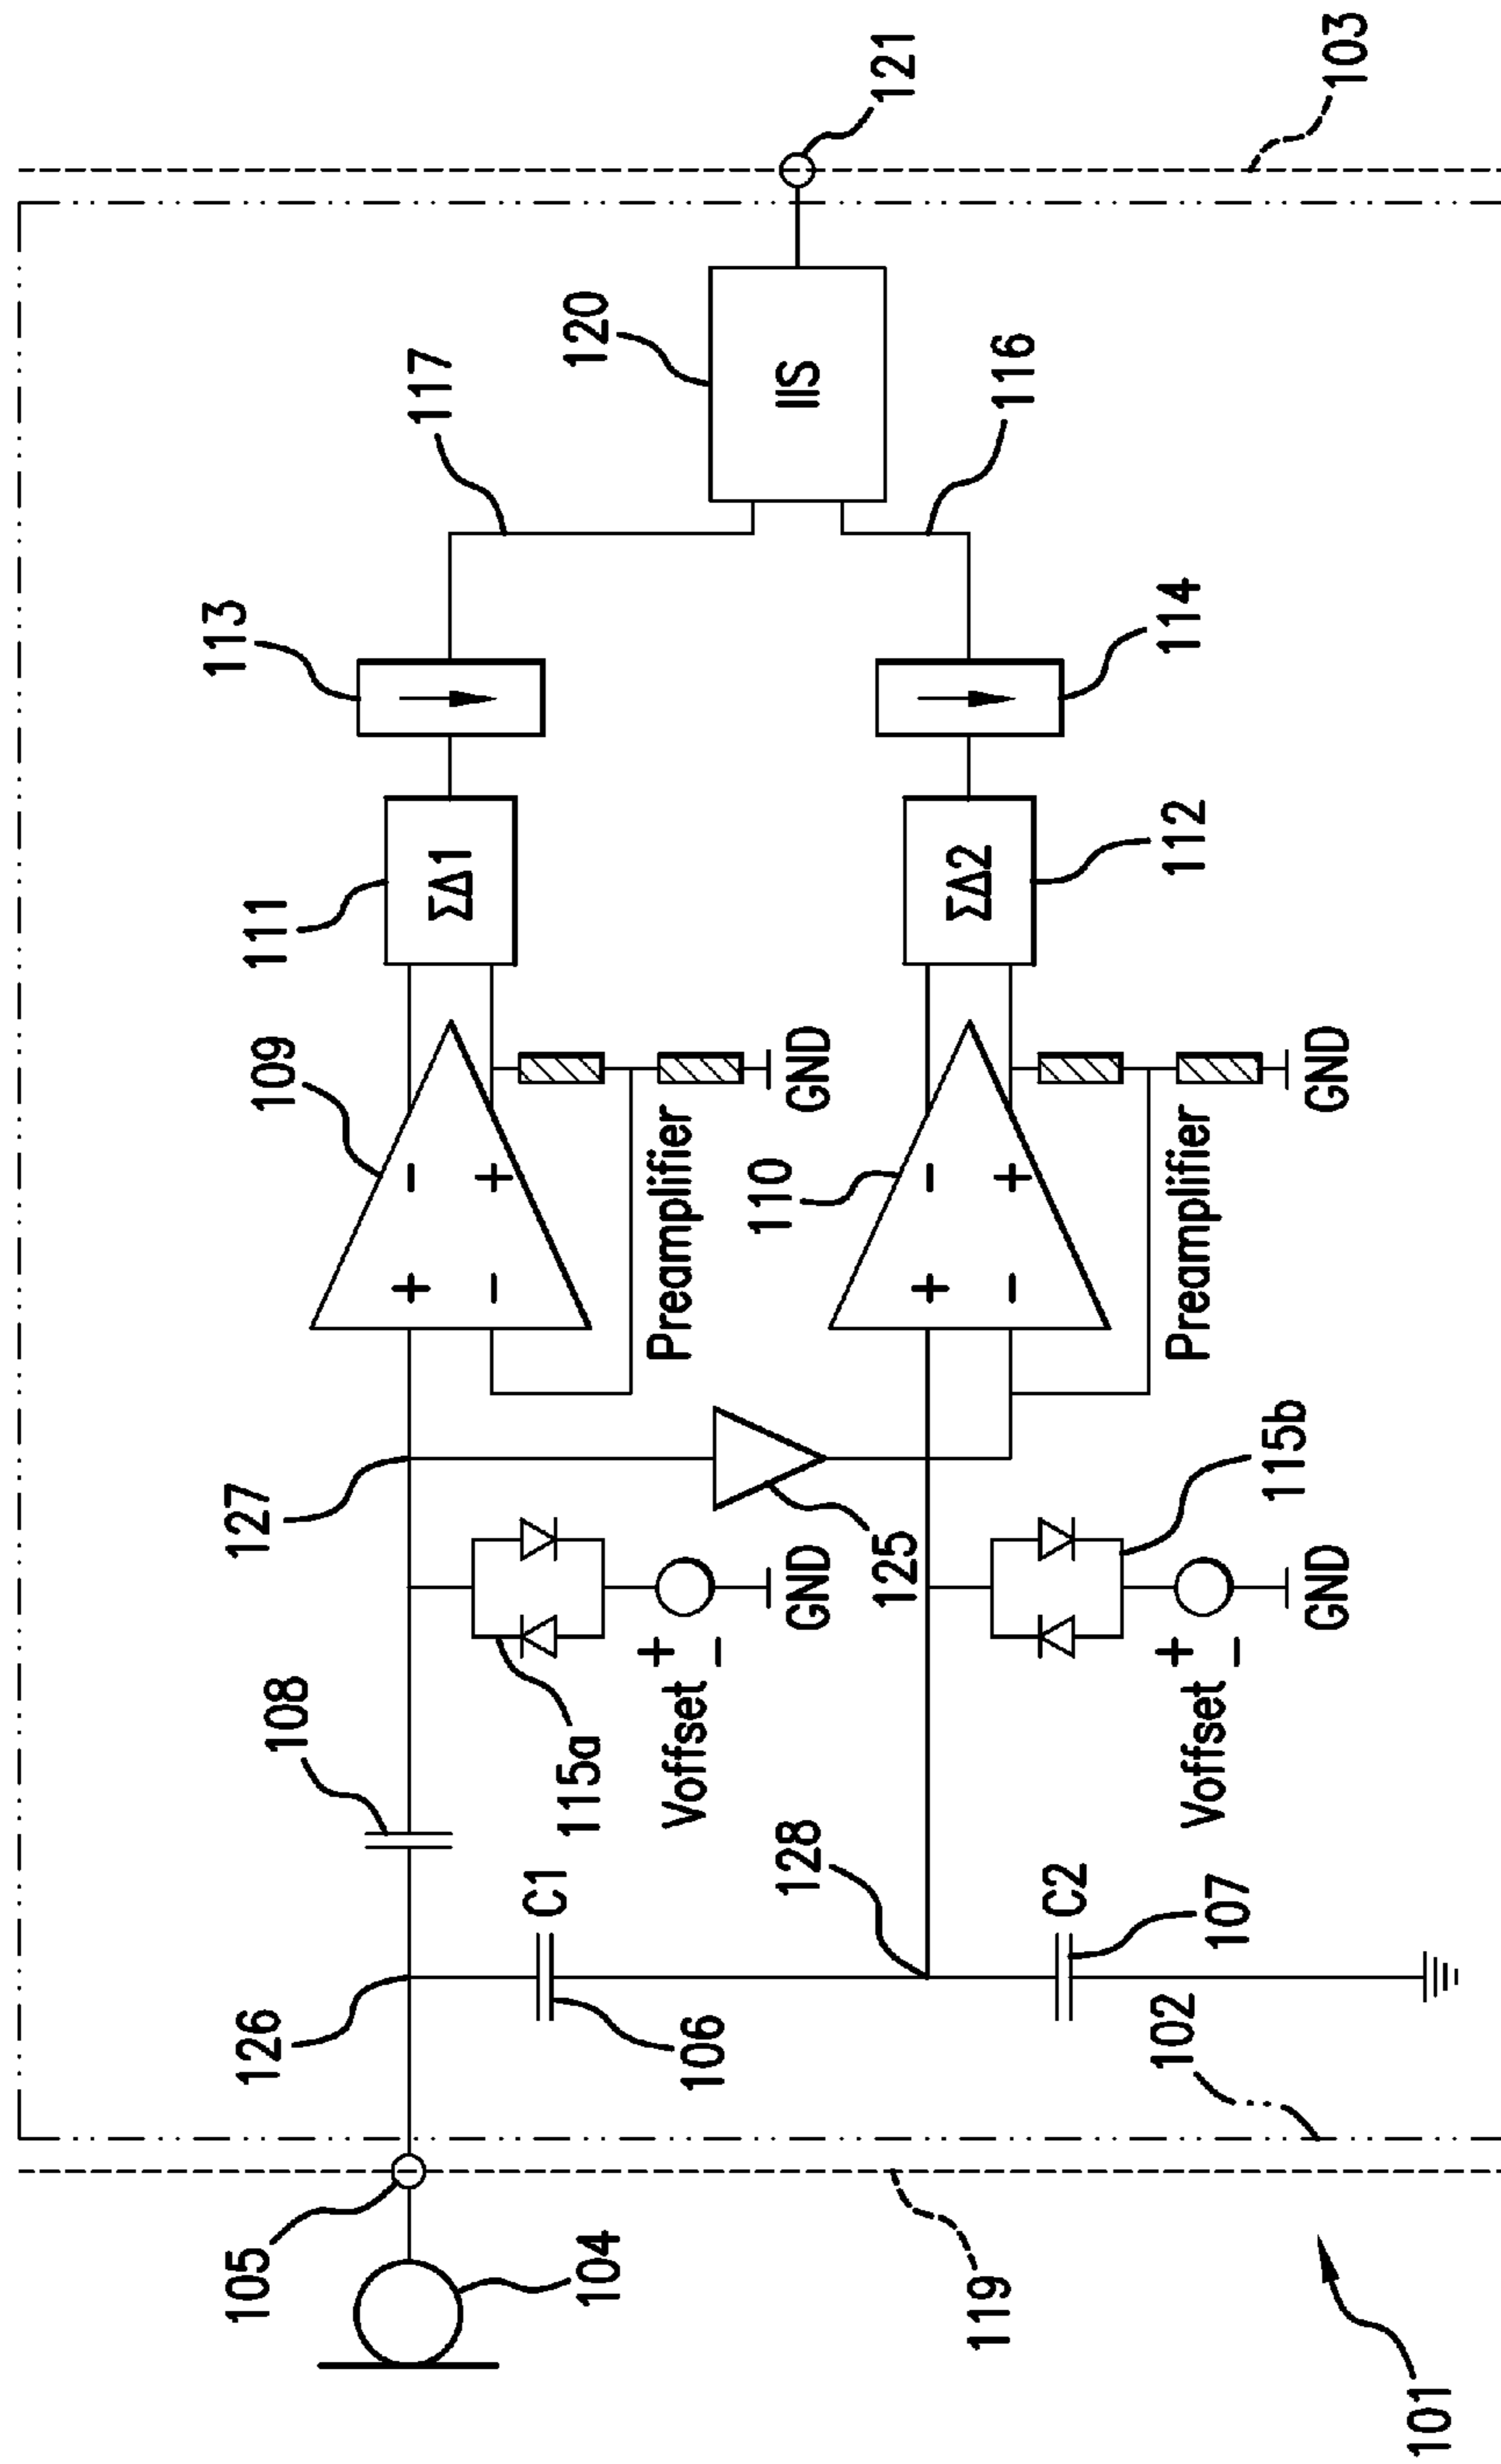 101
104
105
119
102
126
106
C1
128
C2
107
108
115a
Voffset
+
-
GND
Voffset
+
-
GND
115b
127
125
109
+
-
-
+
Preamplifier
GND
110
+
-
-
+
Preamplifier
GND
111
ΣΔ1
112
ΣΔ2
113
114
117
116
120
IIS
121
103